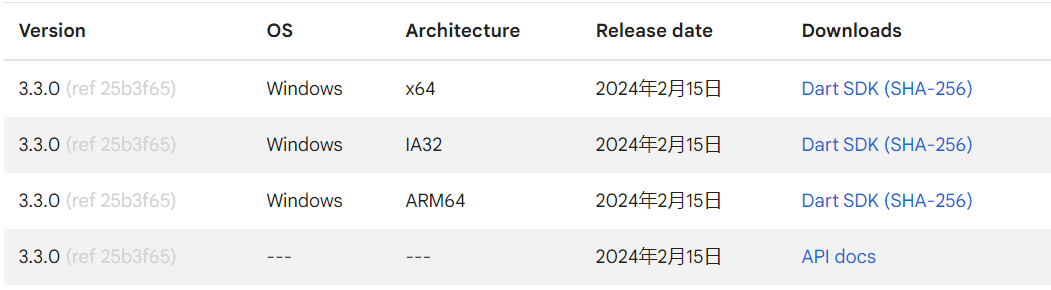 Version OS Architecture Release date Downloads
3.3.0 (ref 25b3f65) Windows x64 2024年2月15日 Dart SDK (SHA-256)
3.3.0 (ref 25b3f65) Windows IA32 2024年2月15日 Dart SDK (SHA-256)
3.3.0 (ref 25b3f65) Windows ARM64 2024年2月15日 Dart SDK (SHA-256)
3.3.0 (ref 25b3f65) --- --- 2024年2月15日 API docs